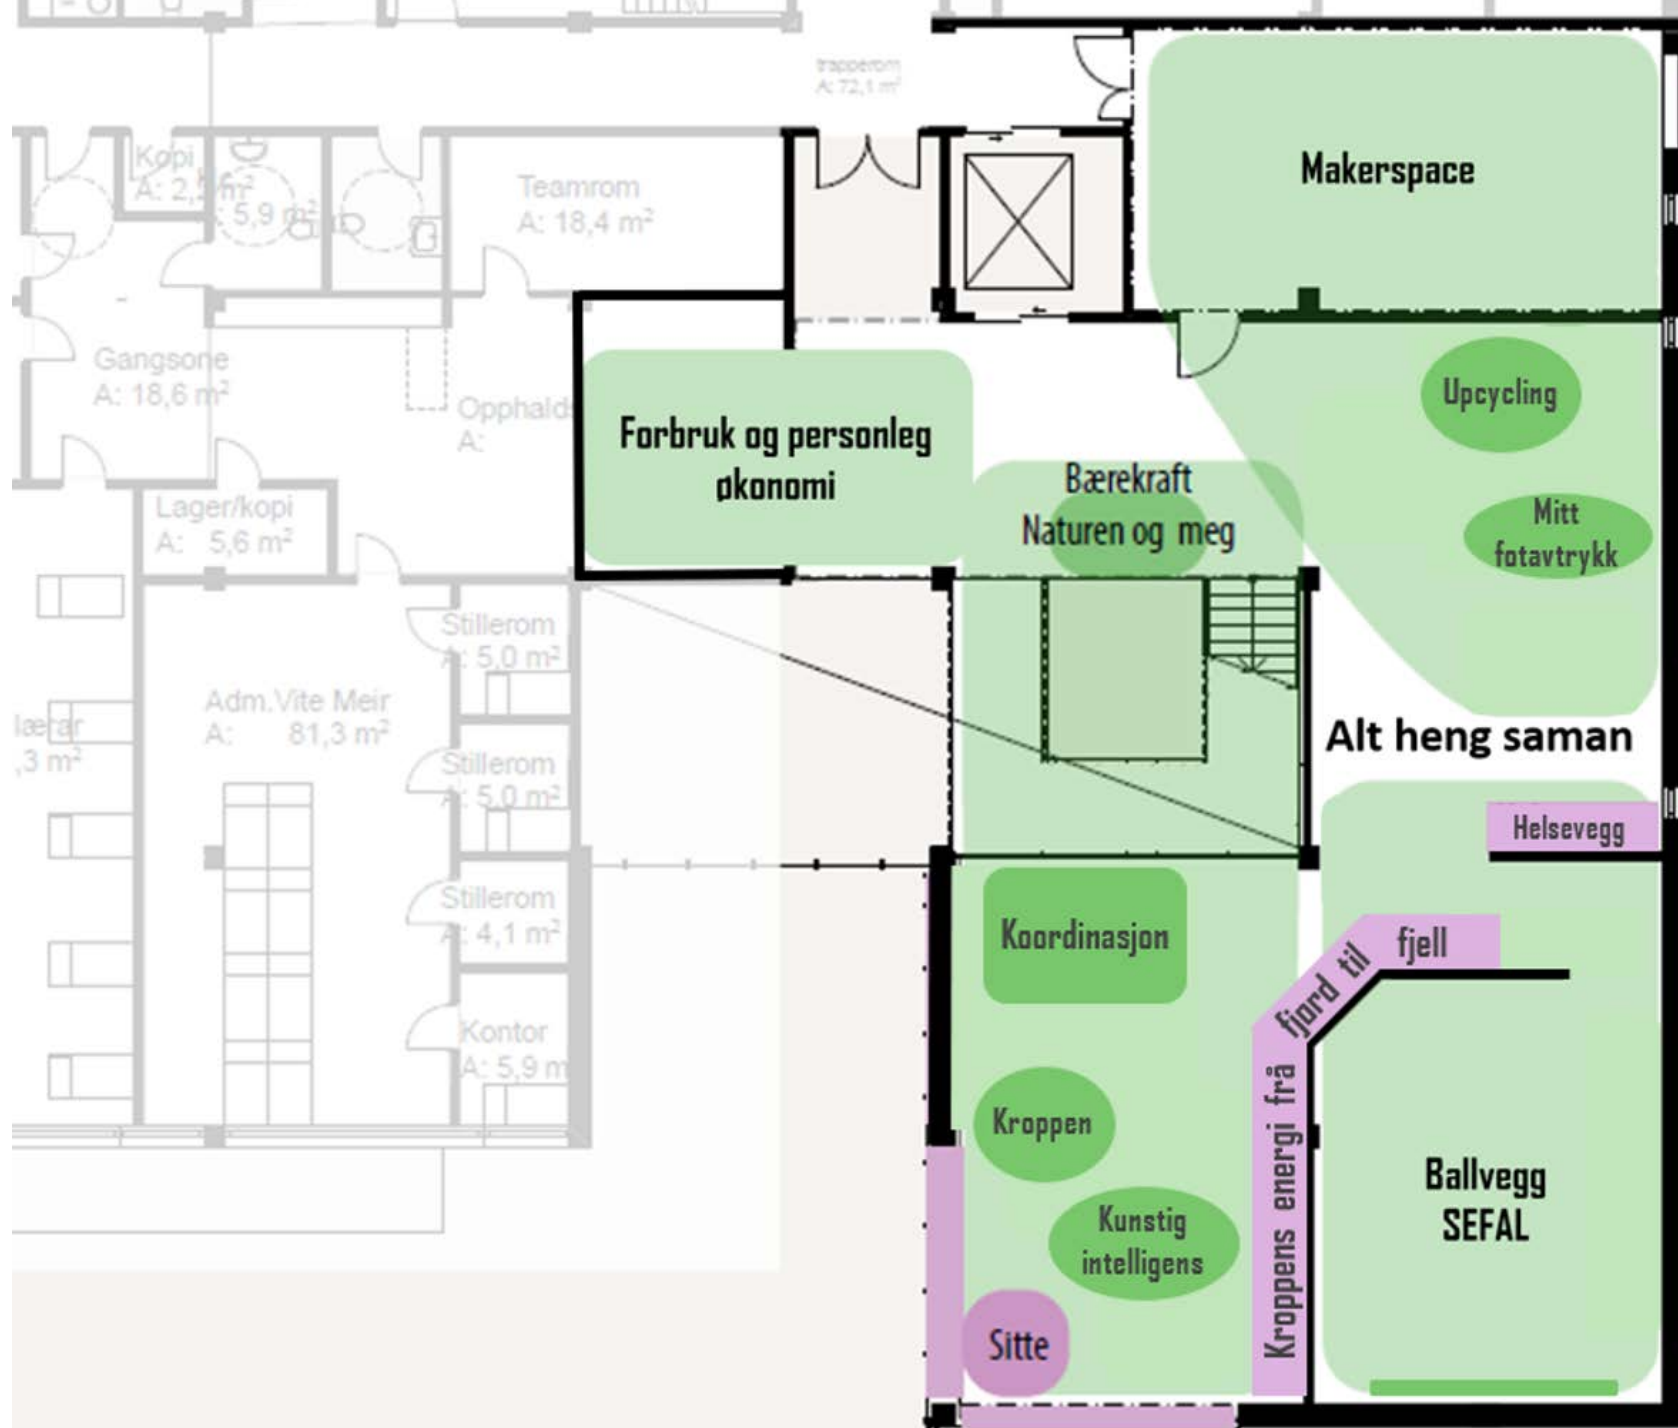 trapperom
A: 72,1 m²
Makerspace
Kopi
A: 2,
5,9 m²
Teamrom
A: 18,4 m²
Gangsone
A: 18,6 m²
Opphalds
A:
Forbruk og personleg
økonomi
Upcycling
Bærekraft
Naturen og meg
Mitt
fotavtrykk
Lager/kopi
A: 5,6 m²
Stillerom
A: 5,0 m²
Adm.Vite Meir
A: 81,3 m²
lærar
,3 m²
Alt heng saman
Stillerom
A: 5,0 m²
Helsevegg
Stillerom
A: 4,1 m²
Koordinasjon
Kroppens energi frå fjord til fjell
Kontor
A: 5,9 m
Kroppen
Kunstig
intelligens
Ballvegg
SEFAL
Sitte